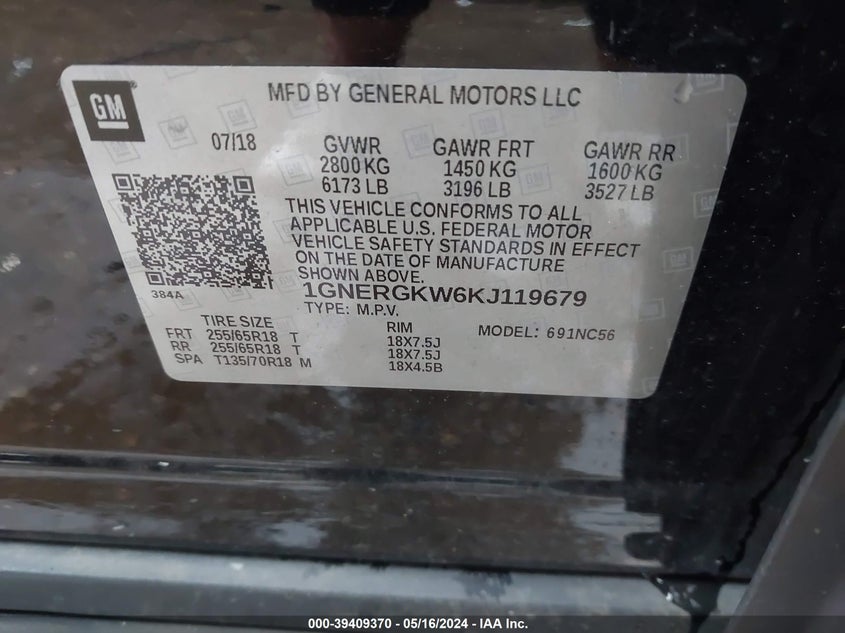 GM
MFD BY GENERAL MOTORS LLC
07/18 GVWR GAWR FRT GAWR RR
2800 KG 1450 KG 1600 KG
6173 LB 3196 LB 3527 LB
THIS VEHICLE CONFORMS TO ALL
APPLICABLE U.S. FEDERAL MOTOR
VEHICLE SAFETY STANDARDS IN EFFECT
ON THE DATE OF MANUFACTURE
SHOWN ABOVE.
384A
1GNERGKW6KJ119679
TYPE: M.P.V.
TIRE SIZE RIM MODEL: 691NC56
FRT 255/65R18 T 18X7.5J
RR 255/65R18 T 18X7.5J
SPA T135/70R18 M 18X4.5B
000-39409370 - 05/16/2024 - IAA Inc.